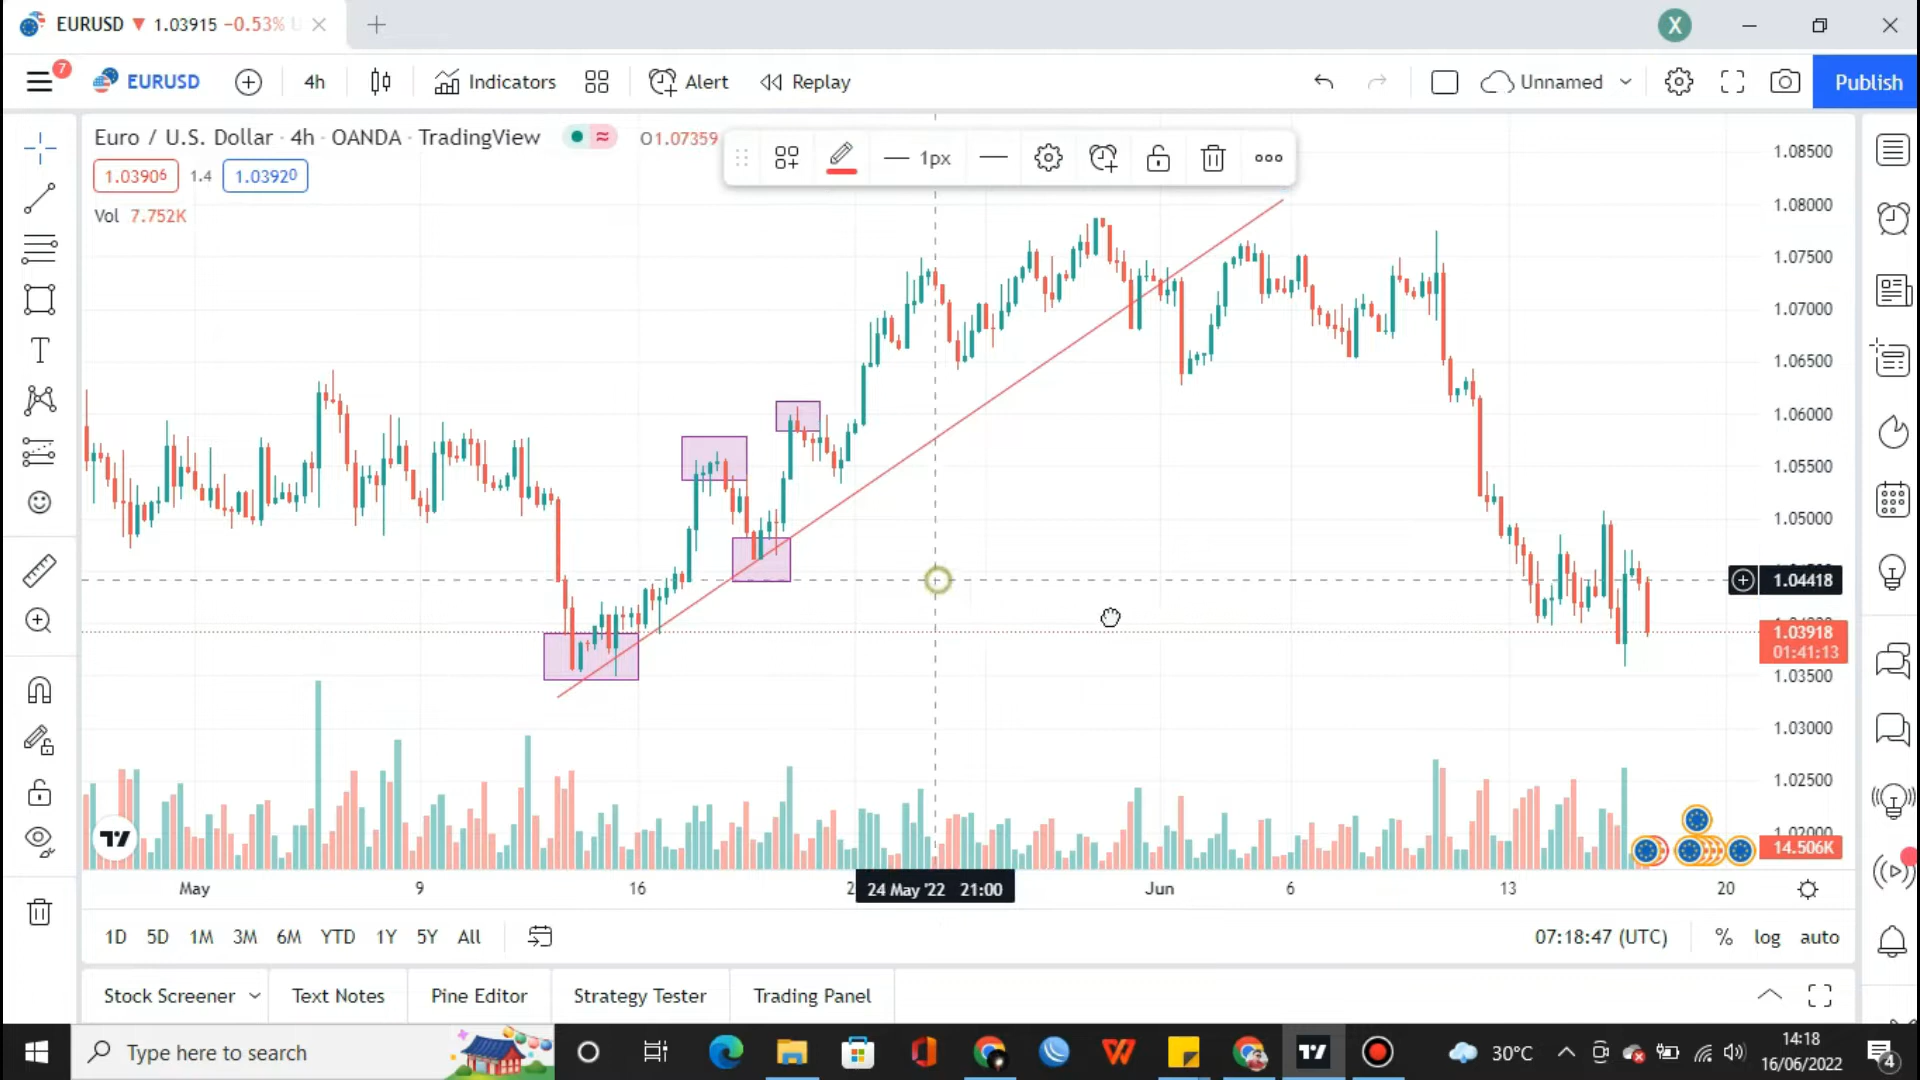 EURUSD ▼ 1.03915 −0.53% U
X
7
EURUSD
4h
Indicators
Alert
Replay
Unnamed
Publish
Euro / U.S. Dollar · 4h · OANDA · TradingView
O1.07359
1px
1.03906
1.4
1.03920
Vol 7.752K
1.08500
1.08000
1.07500
1.07000
1.06500
1.06000
1.05500
1.05000
1.04418
1.03918
01:41:13
1.03500
1.03000
1.02500
1.02000
14.506K
May
9
16
2
24 May '22 21:00
Jun
6
13
20
1D
5D
1M
3M
6M
YTD
1Y
5Y
All
07:18:47 (UTC)
%
log
auto
Stock Screener
Text Notes
Pine Editor
Strategy Tester
Trading Panel
Type here to search
30°C
14:18
16/06/2022
4